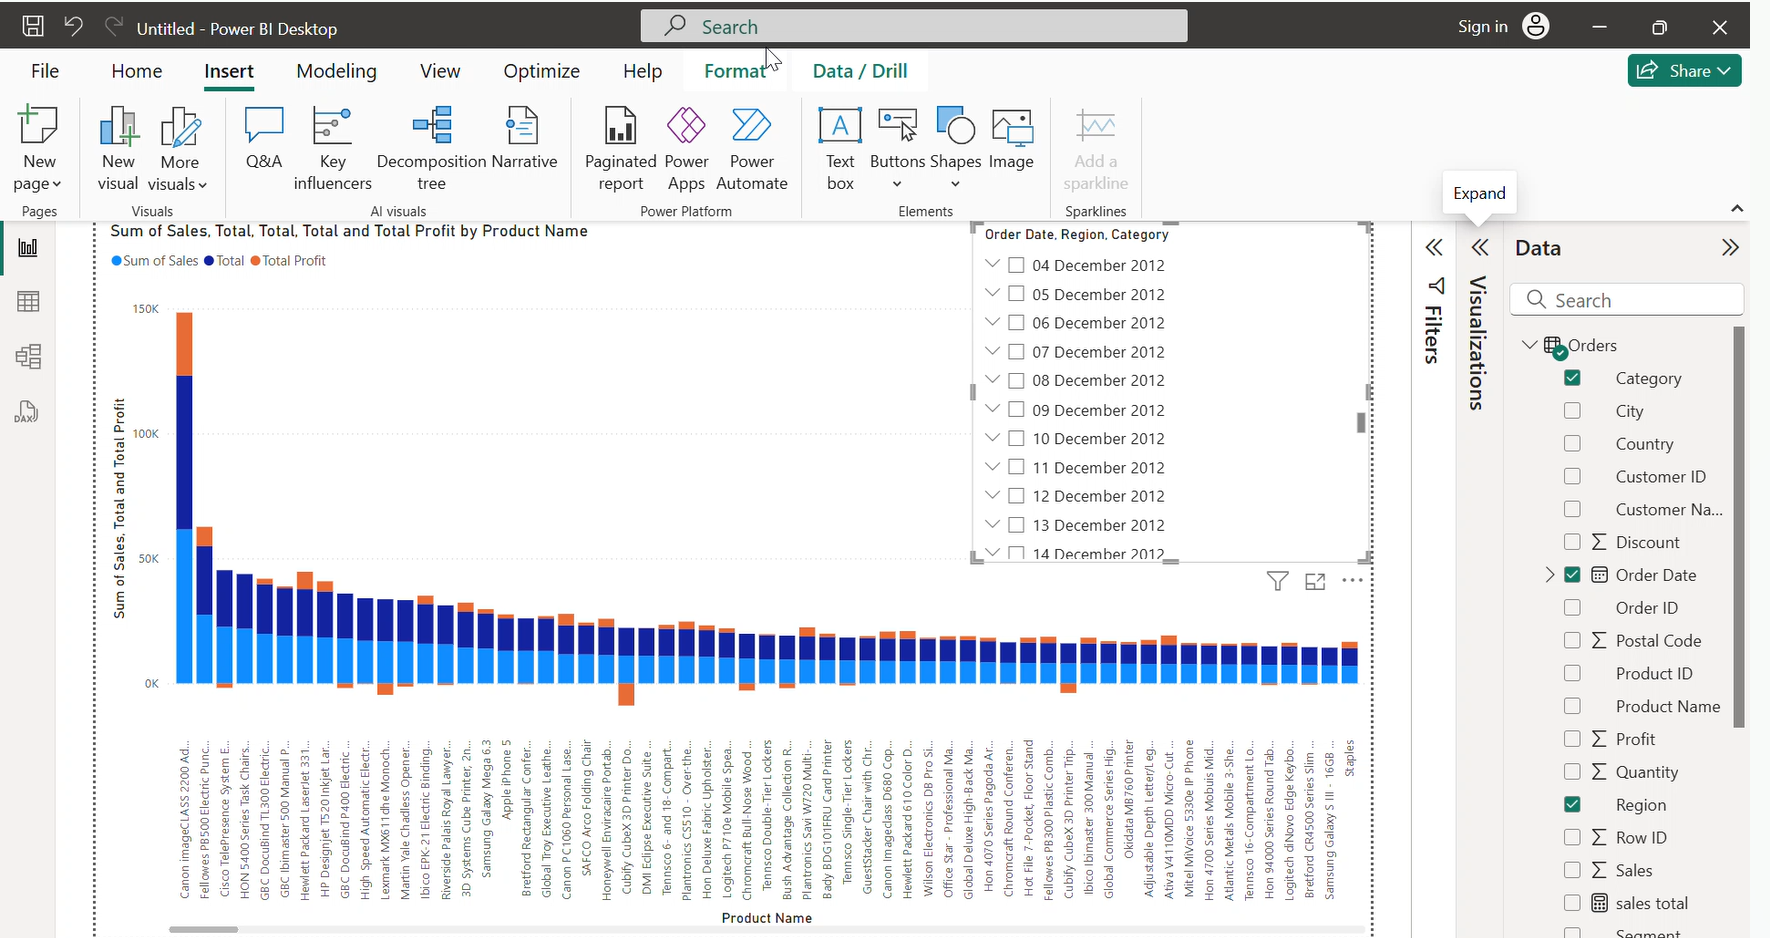 Untitled - Power BI Desktop
Search
Sign in
File Home Insert Modeling View Optimize Help Format Data / Drill
Share
New page
Pages
New visual
More visuals
Visuals
Q&A
Key influencers
Decomposition tree
Narrative
AI visuals
Paginated report
Power Apps
Power Automate
Power Platform
Text box
Buttons
Shapes
Image
Elements
Add a sparkline
Sparklines
Expand
Sum of Sales, Total, Total, Total and Total Profit by Product Name
Sum of Sales Total Total Profit
150K
100K
50K
0K
Sum of Sales, Total and Total Profit
Canon imageCLASS 2200 Ad...
Fellowes PB500 Electric Punc...
Cisco TelePresence System E...
HON 5400 Series Task Chairs...
GBC DocuBind TL300 Electric...
GBC Ibimaster 500 Manual P...
Hewlett Packard LaserJet 331...
HP Designjet T520 Inkjet Lar...
GBC DocuBind P400 Electric ...
High Speed Automatic Electr...
Lexmark MX611dhe Monoch...
Martin Yale Chadless Opener...
Ibico EPK-21 Electric Binding...
Riverside Palais Royal Lawyer...
3D Systems Cube Printer, 2n...
Samsung Galaxy Mega 6.3
Apple iPhone 5
Bretford Rectangular Confer...
Global Troy Executive Leathe...
Canon PC1060 Personal Lase...
SAFCO Arco Folding Chair
Honeywell Enviracaire Portab...
Cubify CubeX 3D Printer Do...
DMI Eclipse Executive Suite ...
Tennsco 6- and 18-Compart...
Plantronics CS510 - Over-the...
Hon Deluxe Fabric Upholster...
Logitech P710e Mobile Spea...
Chromcraft Bull-Nose Wood ...
Tennsco Double-Tier Lockers
Bush Advantage Collection R...
Plantronics Savi W720 Multi-...
Bady BDG101FRU Card Printer
Tennsco Single-Tier Lockers
GuestStacker Chair with Chr...
Canon Imageclass D680 Cop...
Hewlett Packard 610 Color D...
Wilson Electronics DB Pro Si...
Office Star - Professional Ma...
Global Deluxe High-Back Ma...
Hon 4070 Series Pagoda Ar...
Chromcraft Round Conferen...
Hot File 7-Pocket, Floor Stand
Fellowes PB300 Plastic Comb...
Cubify CubeX 3D Printer Trip...
Ibico Ibimaster 300 Manual ...
Global Commerce Series Hig...
Okidata MB760 Printer
Adjustable Depth Letter/Leg...
Ativa V4110MDD Micro-Cut ...
Mitel MiVoice 5330e IP Phone
Hon 4700 Series Mobuis Mid...
Atlantic Metals Mobile 3-She...
Tennsco 16-Compartment Lo...
Hon 94000 Series Round Tab...
Logitech diNovo Edge Keybo...
Bretford CR4500 Series Slim ...
Samsung Galaxy S III - 16GB ...
Staples
Product Name
Order Date, Region, Category
04 December 2012
05 December 2012
06 December 2012
07 December 2012
08 December 2012
09 December 2012
10 December 2012
11 December 2012
12 December 2012
13 December 2012
14 December 2012
Filters
Visualizations
Data
Search
Orders
Category
City
Country
Customer ID
Customer Na...
Discount
Order Date
Order ID
Postal Code
Product ID
Product Name
Profit
Quantity
Region
Row ID
Sales
sales total
Segment
DAX